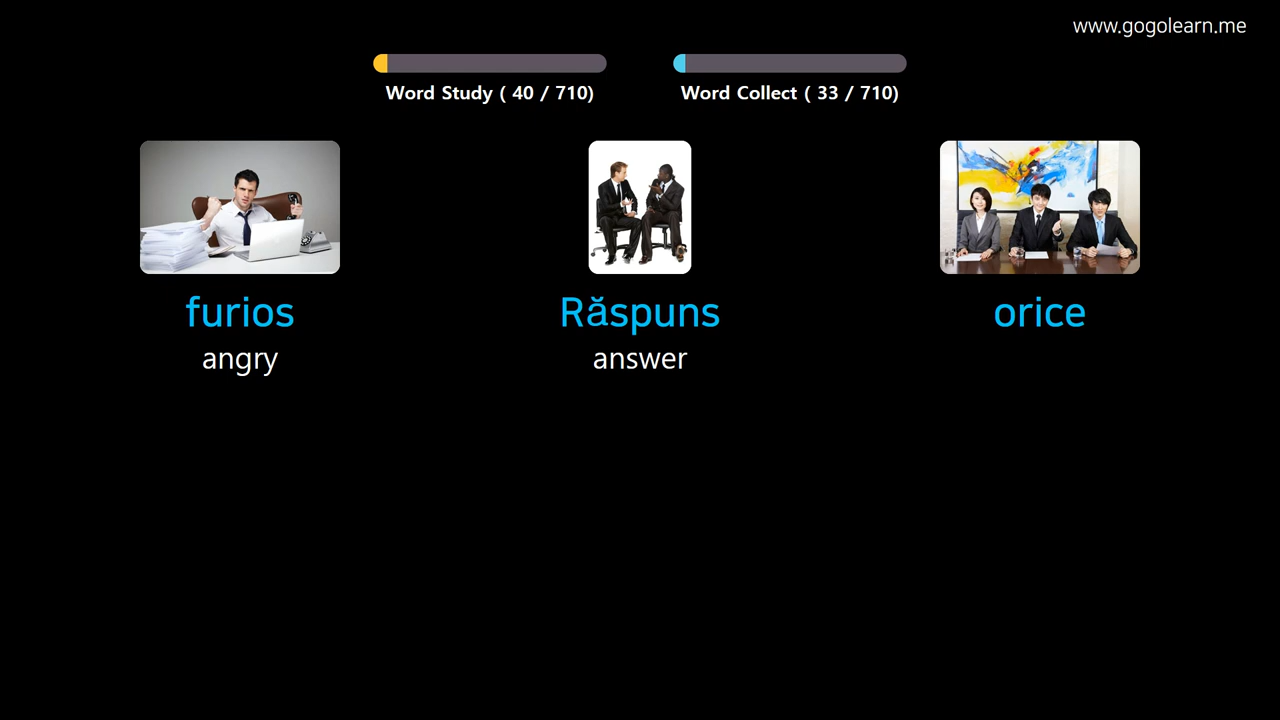 www.gogolearn.me
Word Study ( 40 / 710)
Word Collect ( 33 / 710)
furios
Răspuns
orice
angry
answer